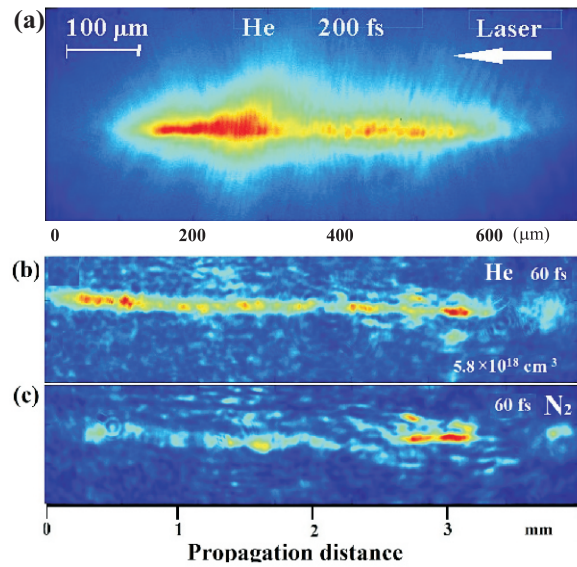 (a) He 200 fs Laser
100 μm
0 200 400 600 (μm)
(b) He 60 fs
5.8×10¹⁸ cm⁻³
(c) 60 fs N₂
0 1 2 3 mm
Propagation distance